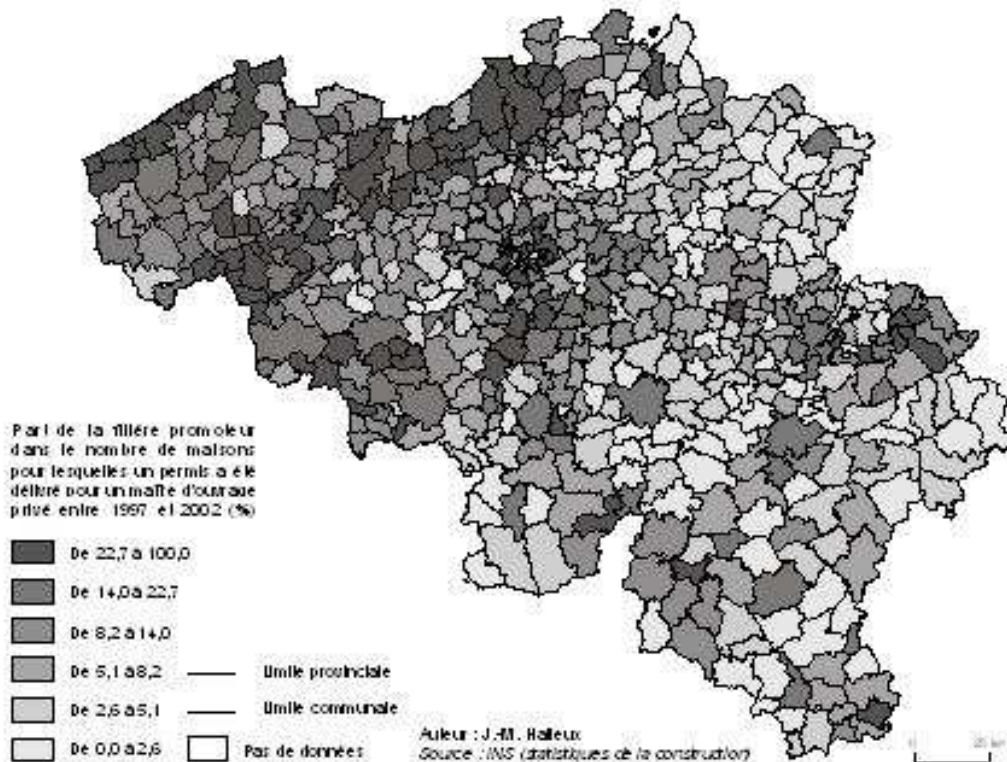 Part de la filière promoteur
dans le nombre de maisons
pour lesquelles un permis a été
délivré pour un maître d'ouvrage
privé entre 1997 et 2002 (%)
De 22,7 à 100,0
De 14,0 à 22,7
De 8,2 à 14,0
De 5,1 à 8,2
Limite provinciale
De 2,6 à 5,1
Limite communale
De 0,0 à 2,6
Pas de données
Auteur : J.-M. Halleux
Source : INS (statistiques de la construction)
0